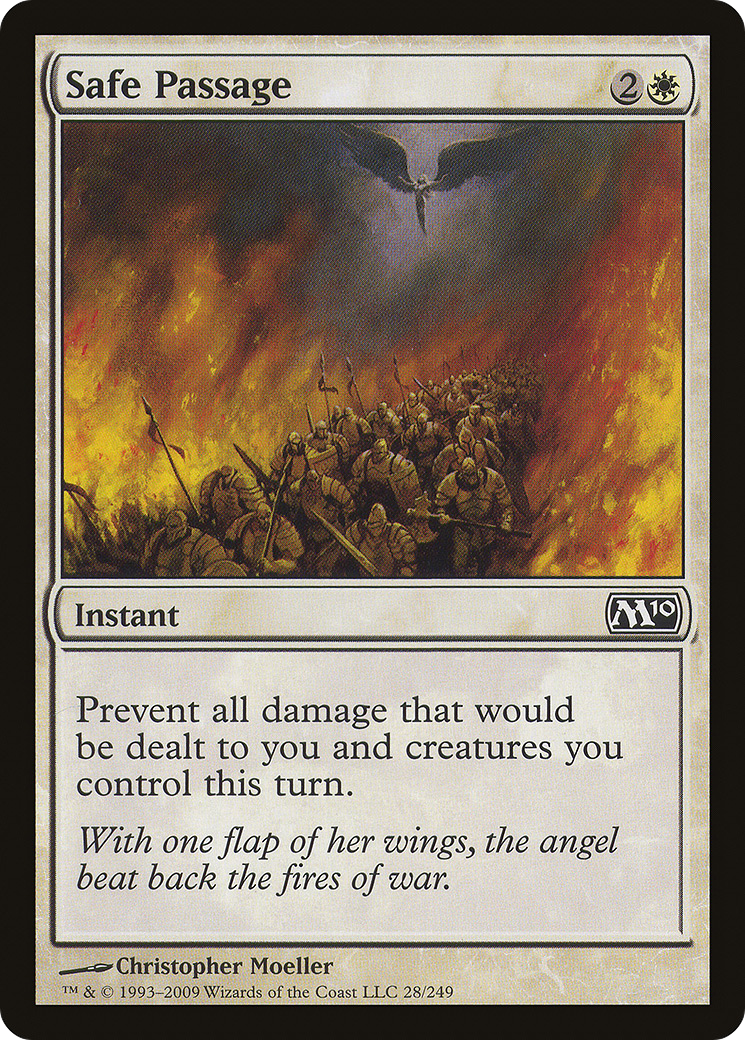 Safe Passage 2
Instant M10
Prevent all damage that would
be dealt to you and creatures you
control this turn.
With one flap of her wings, the angel
beat back the fires of war.
Christopher Moeller
™ & © 1993–2009 Wizards of the Coast LLC 28/249